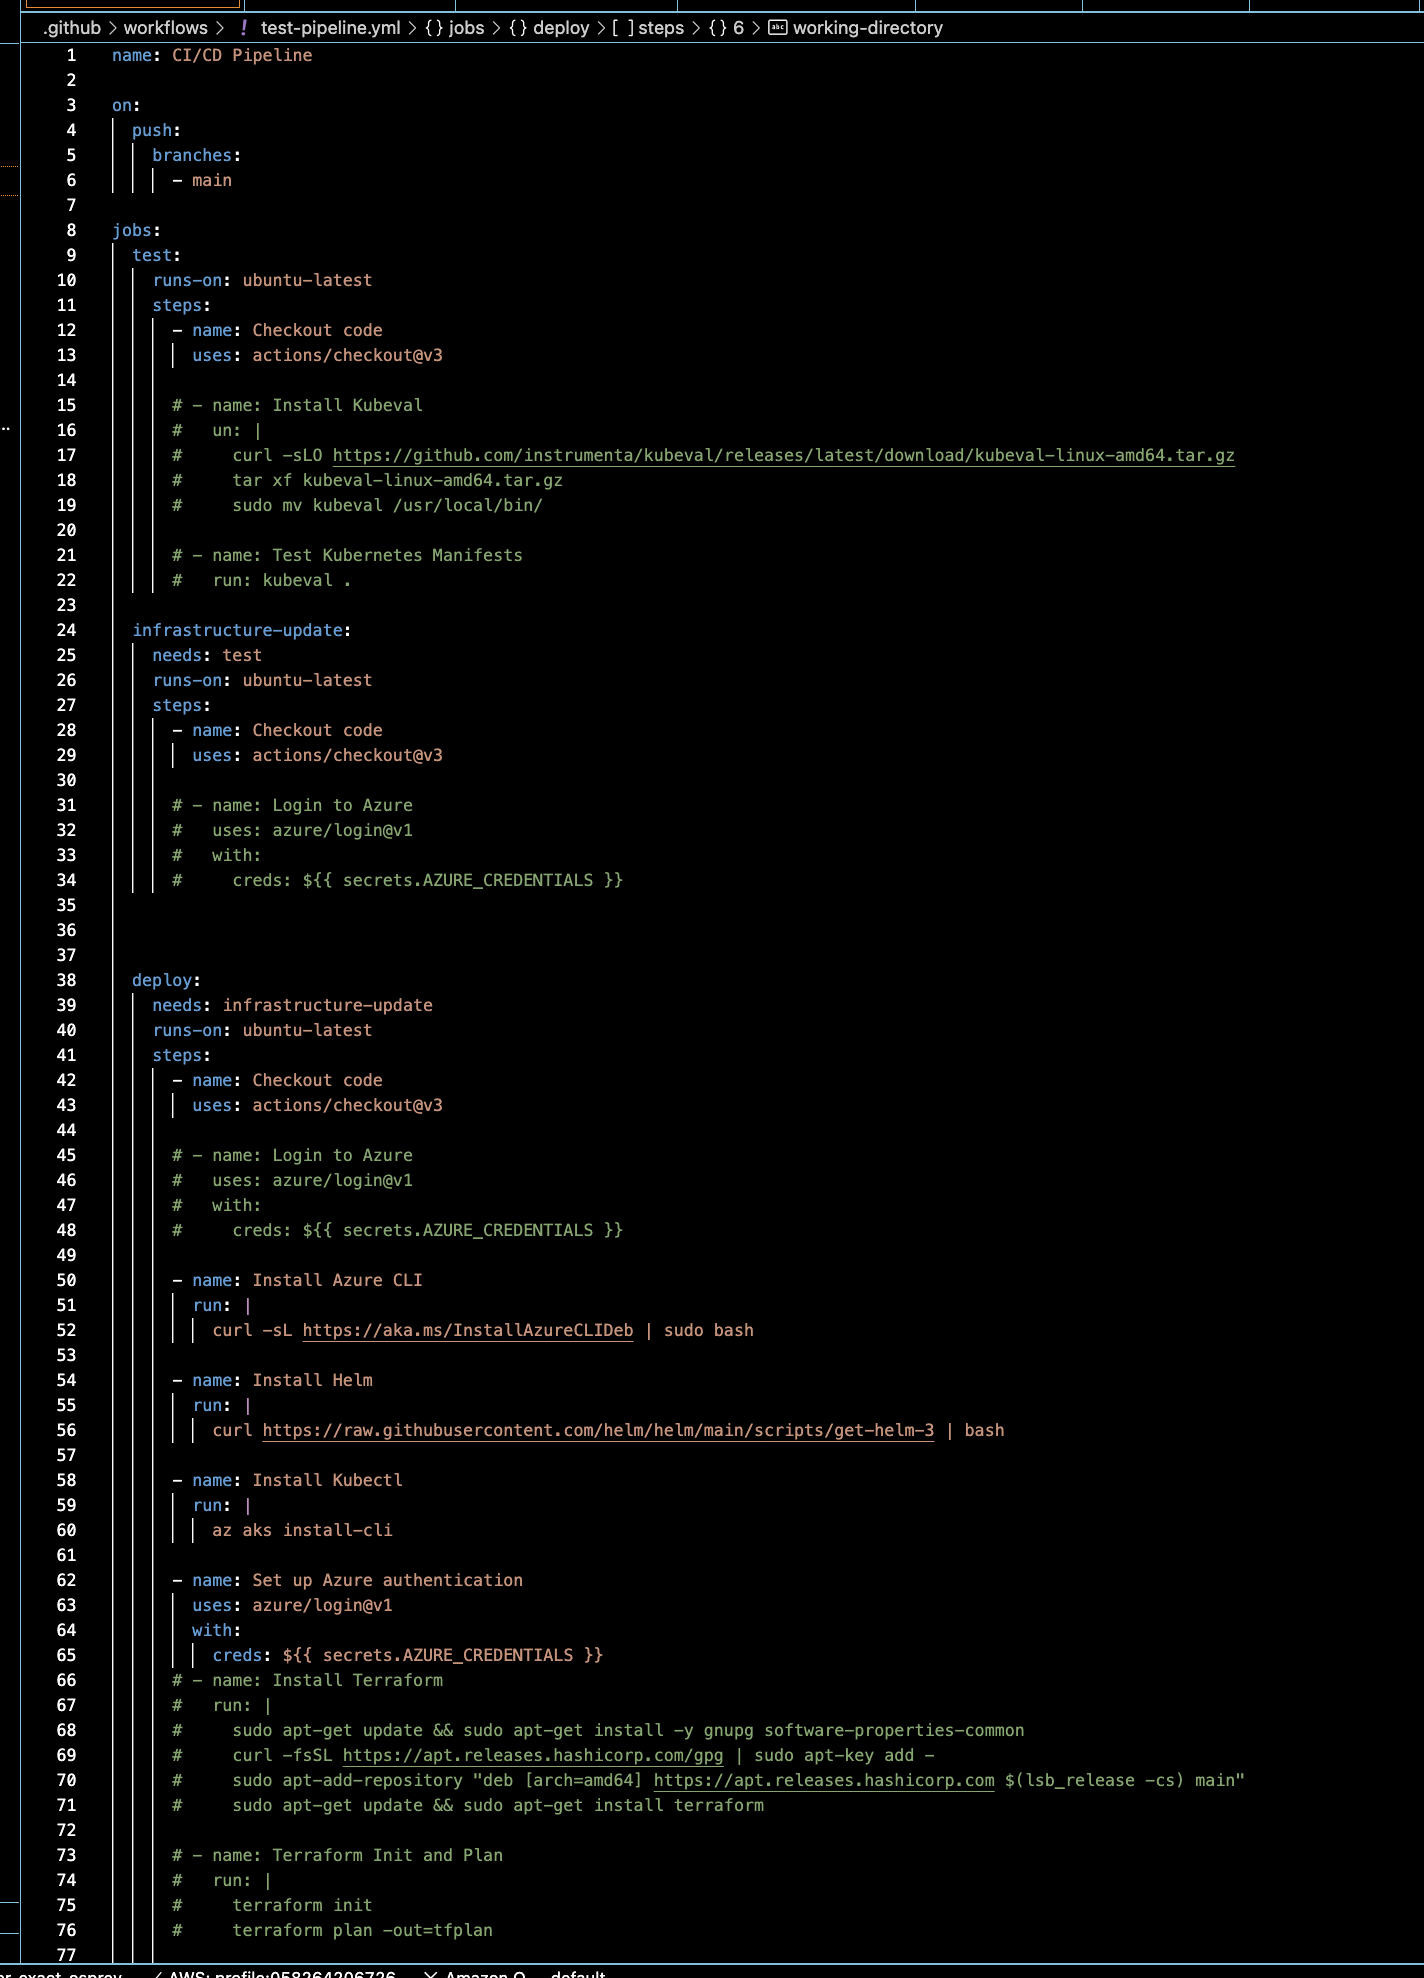 .github > workflows > ! test-pipeline.yml > {} jobs > {} deploy > [ ] steps > {} 6 > abc working-directory
1 name: CI/CD Pipeline
2
3 on:
4   push:
5     branches:
6       - main
7
8 jobs:
9   test:
10     runs-on: ubuntu-latest
11     steps:
12       - name: Checkout code
13         uses: actions/checkout@v3
14
15       # - name: Install Kubeval
16       #   un: |
17       #     curl -sLO https://github.com/instrumenta/kubeval/releases/latest/download/kubeval-linux-amd64.tar.gz
18       #     tar xf kubeval-linux-amd64.tar.gz
19       #     sudo mv kubeval /usr/local/bin/
20
21       # - name: Test Kubernetes Manifests
22       #   run: kubeval .
23
24   infrastructure-update:
25     needs: test
26     runs-on: ubuntu-latest
27     steps:
28       - name: Checkout code
29         uses: actions/checkout@v3
30
31       # - name: Login to Azure
32       #   uses: azure/login@v1
33       #   with:
34       #     creds: ${{ secrets.AZURE_CREDENTIALS }}
35
36
37
38   deploy:
39     needs: infrastructure-update
40     runs-on: ubuntu-latest
41     steps:
42       - name: Checkout code
43         uses: actions/checkout@v3
44
45       # - name: Login to Azure
46       #   uses: azure/login@v1
47       #   with:
48       #     creds: ${{ secrets.AZURE_CREDENTIALS }}
49
50       - name: Install Azure CLI
51         run: |
52           curl -sL https://aka.ms/InstallAzureCLIDeb | sudo bash
53
54       - name: Install Helm
55         run: |
56           curl https://raw.githubusercontent.com/helm/helm/main/scripts/get-helm-3 | bash
57
58       - name: Install Kubectl
59         run: |
60           az aks install-cli
61
62       - name: Set up Azure authentication
63         uses: azure/login@v1
64         with:
65           creds: ${{ secrets.AZURE_CREDENTIALS }}
66       # - name: Install Terraform
67       #   run: |
68       #     sudo apt-get update && sudo apt-get install -y gnupg software-properties-common
69       #     curl -fsSL https://apt.releases.hashicorp.com/gpg | sudo apt-key add -
70       #     sudo apt-add-repository "deb [arch=amd64] https://apt.releases.hashicorp.com $(lsb_release -cs) main"
71       #     sudo apt-get update && sudo apt-get install terraform
72
73       # - name: Terraform Init and Plan
74       #   run: |
75       #     terraform init
76       #     terraform plan -out=tfplan
77